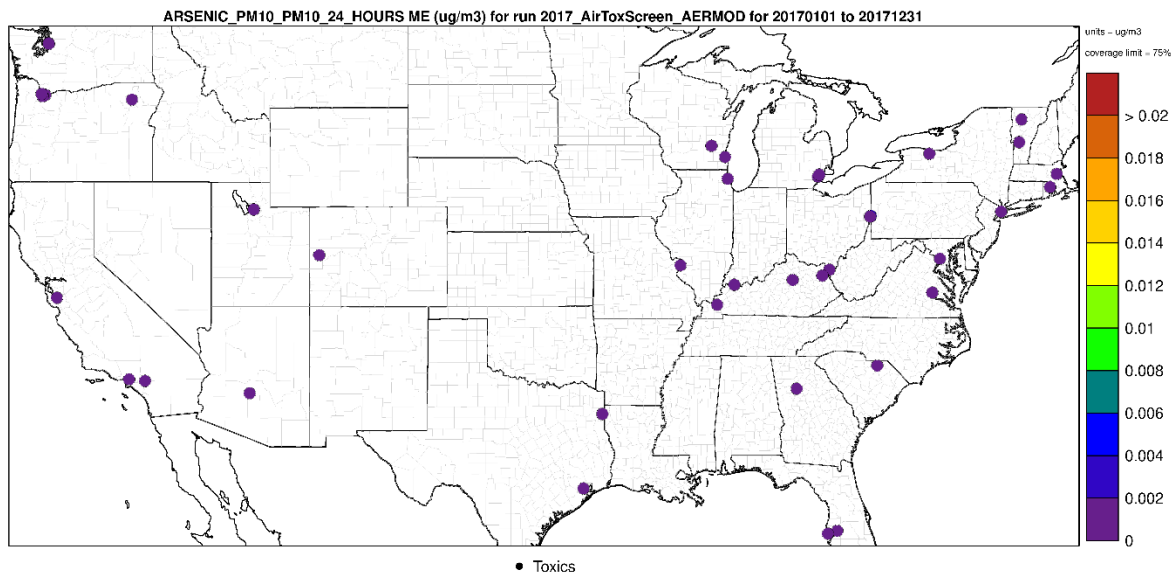 ARSENIC_PM10_PM10_24_HOURS ME (ug/m3) for run 2017_AirToxScreen_AERMOD for 20170101 to 20171231
units = ug/m3
coverage limit = 75%
> 0.02
0.018
0.016
0.014
0.012
0.01
0.008
0.006
0.004
0.002
0
Toxics